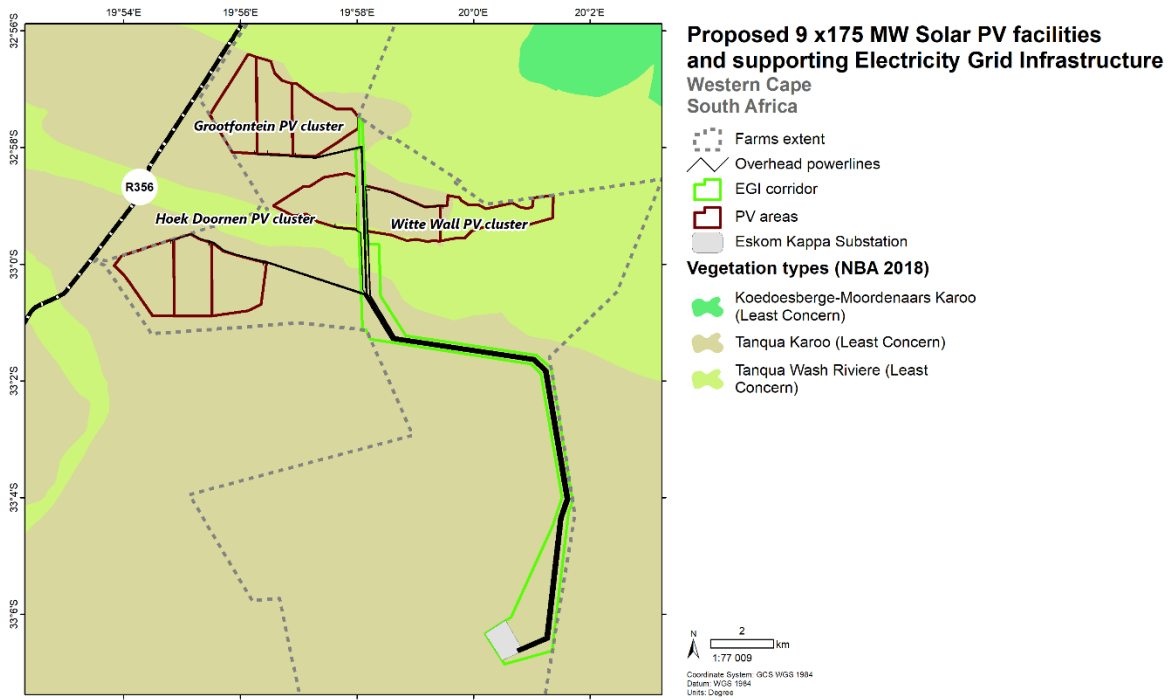 19°54'E 19°56'E 19°58'E 20°0'E 20°2'E
32°56'S
32°58'S
33°0'S
33°2'S
33°4'S
33°6'S
Grootfontein PV cluster
R356
Hoek Doornen PV cluster
Witte Wall PV cluster
Proposed 9 x175 MW Solar PV facilities
and supporting Electricity Grid Infrastructure
Western Cape
South Africa
Farms extent
Overhead powerlines
EGI corridor
PV areas
Eskom Kappa Substation
Vegetation types (NBA 2018)
Koedoesberge-Moordenaars Karoo
(Least Concern)
Tanqua Karoo (Least Concern)
Tanqua Wash Riviere (Least
Concern)
N
2
km
1:77 009
Coordinate System: GCS WGS 1984
Datum: WGS 1984
Units: Degree